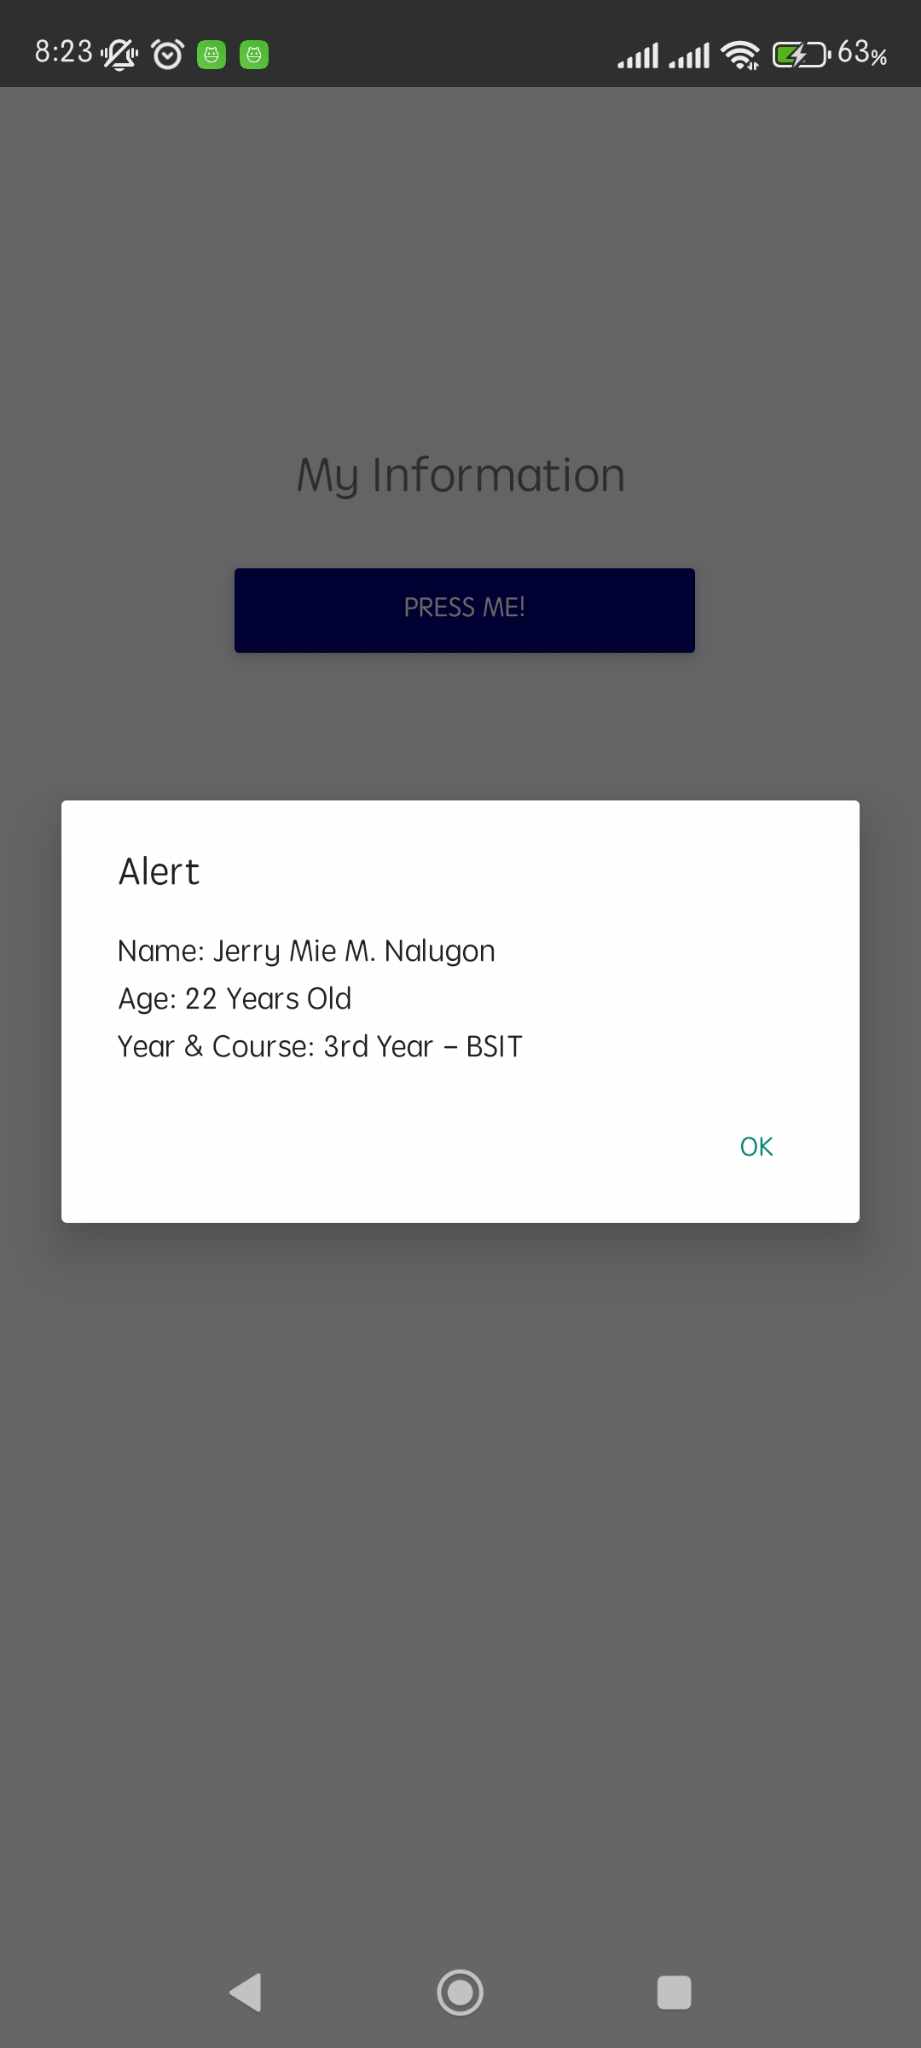 8:23
63%
My Information
PRESS ME!
Alert
Name: Jerry Mie M. Nalugon
Age: 22 Years Old
Year & Course: 3rd Year – BSIT
OK